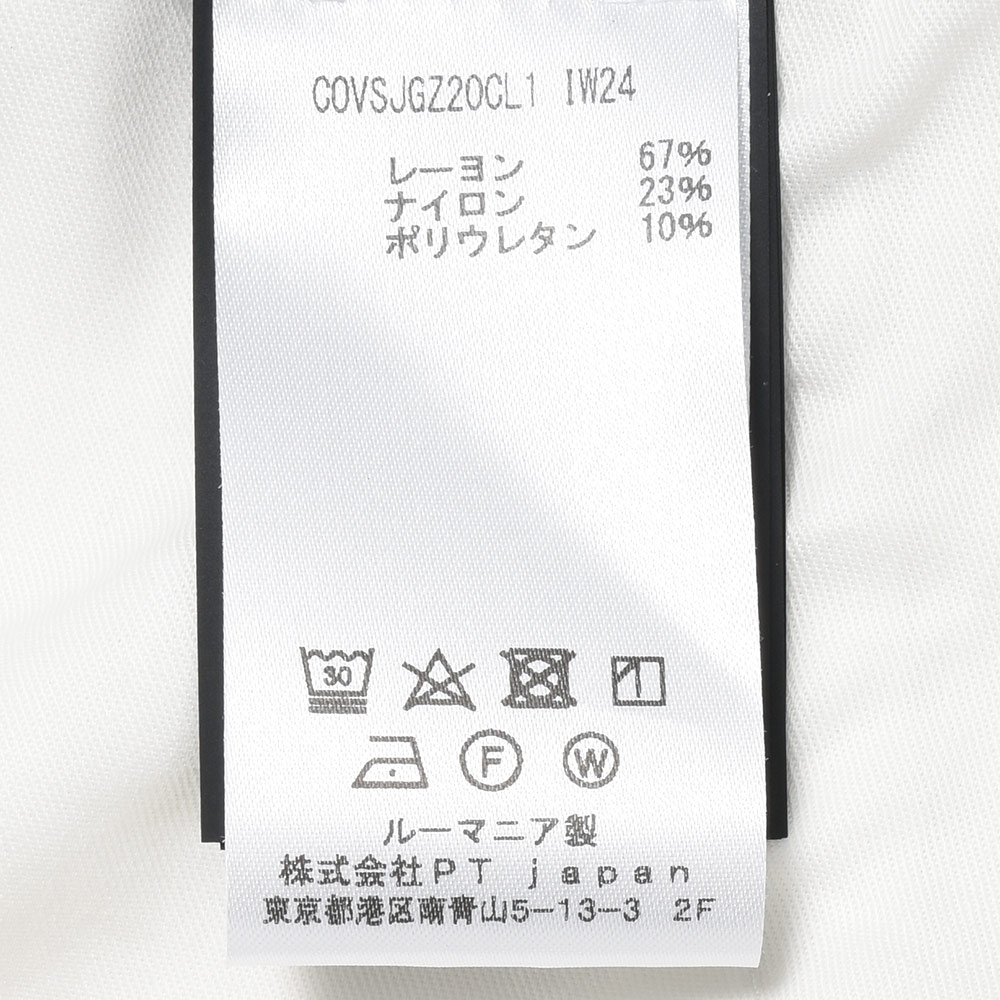 COVSJGZ20CL1 IW24
レーヨン 67%
ナイロン 23%
ポリウレタン 10%
30
F W
ルーマニア製
株式会社PT japan
東京都港区南青山5-13-3 2F